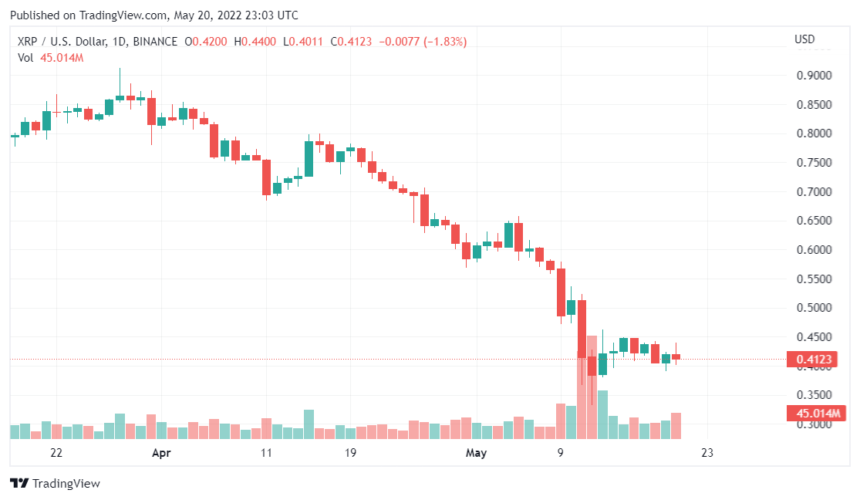 Published on TradingView.com, May 20, 2022 23:03 UTC
XRP / U.S. Dollar, 1D, BINANCE O0.4200 H0.4400 L0.4011 C0.4123 −0.0077 (−1.83%)
USD
Vol 45.014M
0.9000
0.8500
0.8000
0.7500
0.7000
0.6500
0.6000
0.5500
0.5000
0.4500
0.4123
0.4000
0.3500
45.014M
0.3000
22 Apr 11 19 May 9 23
TradingView